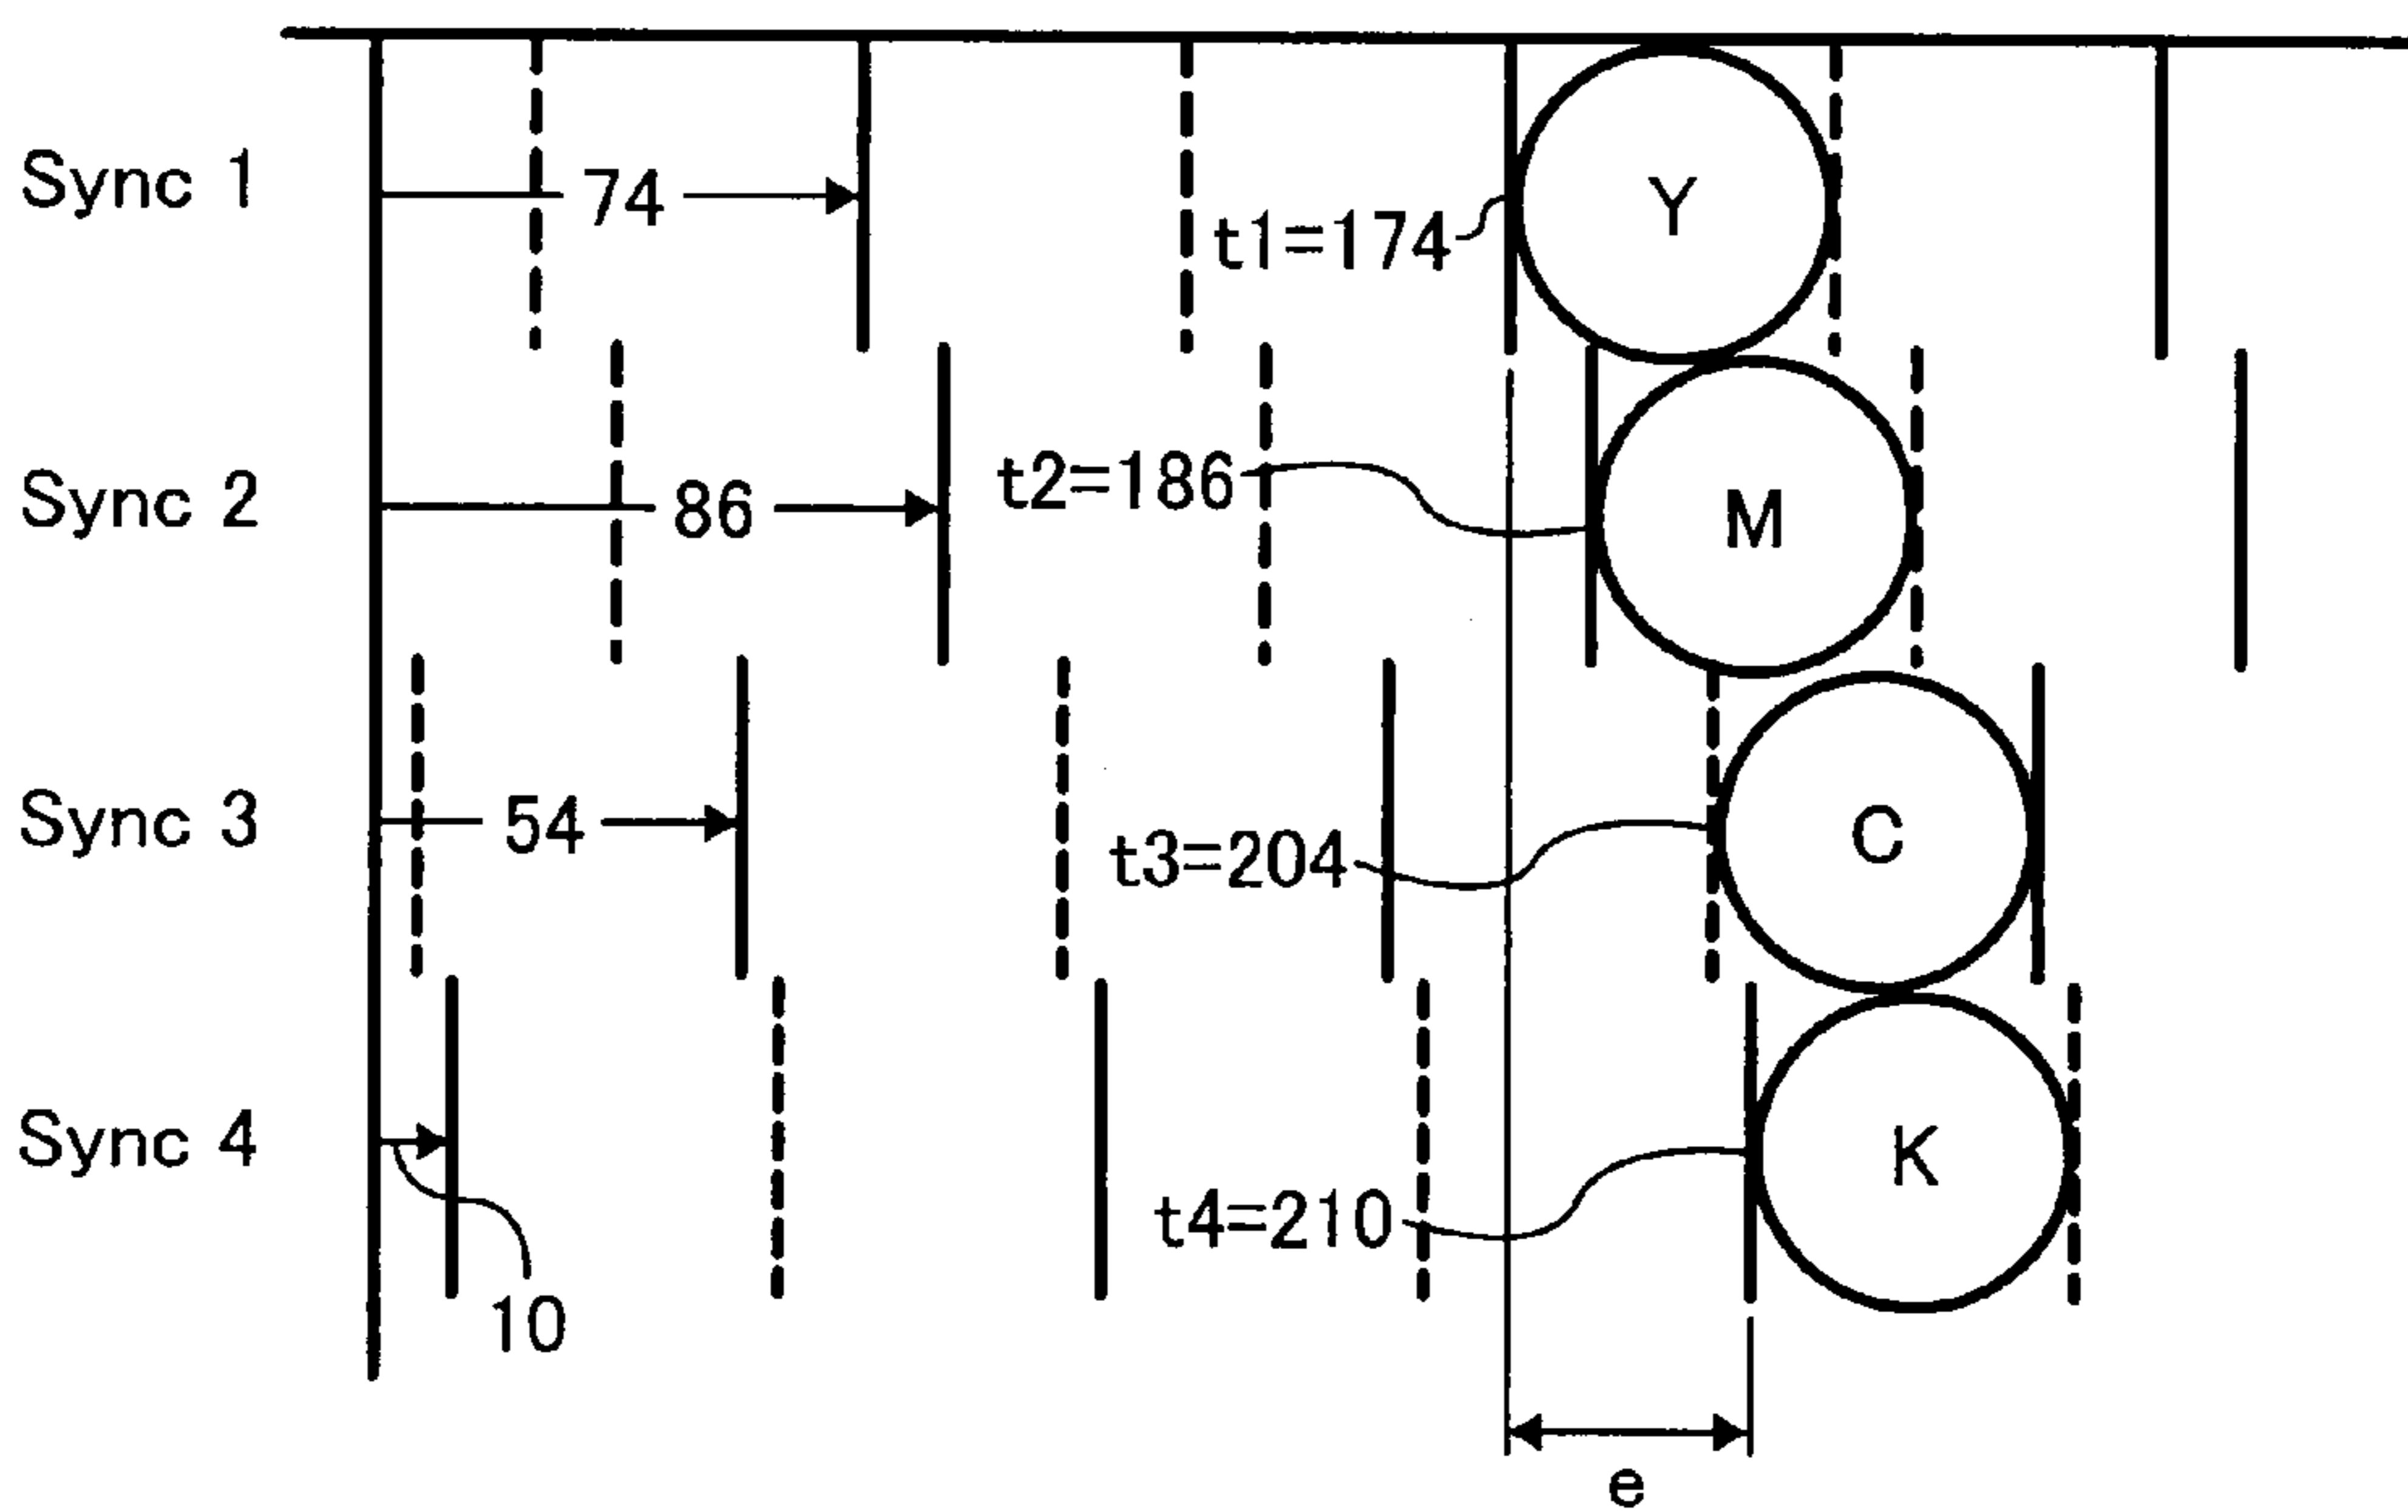 Sync 1
74
t1=174
Y
Sync 2
86
t2=186
M
Sync 3
54
t3=204
C
Sync 4
10
t4=210
K
e